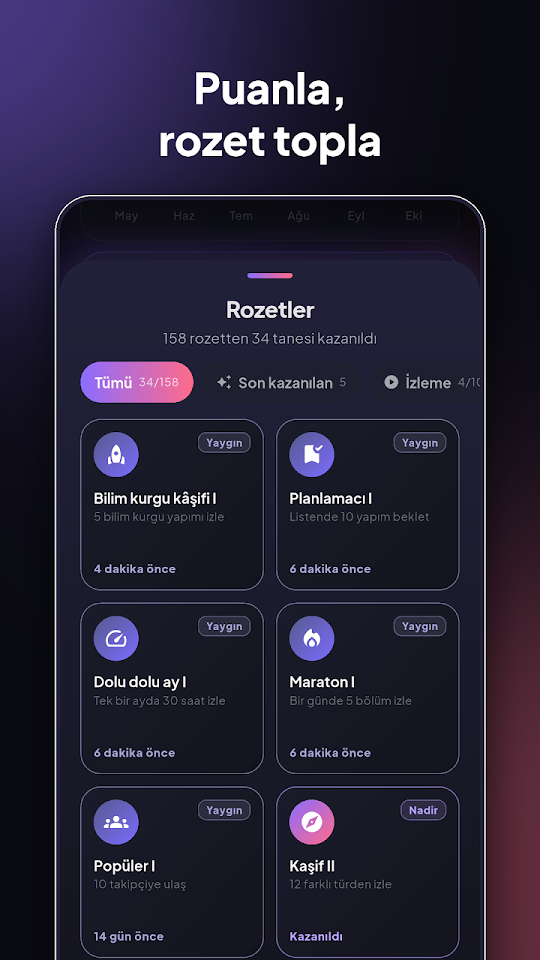 Puanla,
rozet topla
May Haz Tem Ağu Eyl Eki
Rozetler
158 rozetten 34 tanesi kazanıldı
Tümü 34/158 Son kazanılan 5 İzleme 4/10
Yaygın Yaygın
Bilim kurgu kâşifi I Planlamacı I
5 bilim kurgu yapımı izle Listende 10 yapım beklet
4 dakika önce 6 dakika önce
Yaygın Yaygın
Dolu dolu ay I Maraton I
Tek bir ayda 30 saat izle Bir günde 5 bölüm izle
6 dakika önce 6 dakika önce
Yaygın Nadir
Popüler I Kaşif II
10 takipçiye ulaş 12 farklı türden izle
14 gün önce Kazanıldı